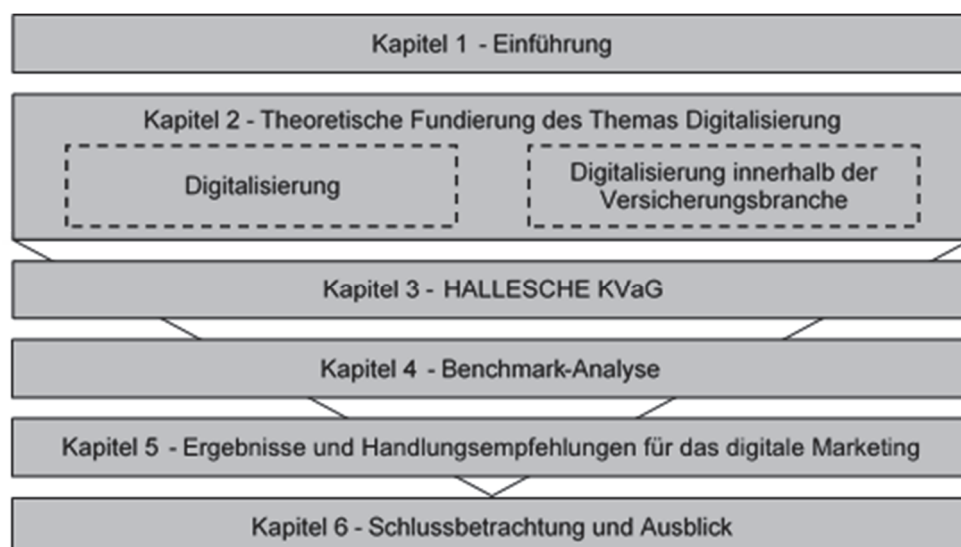 Kapitel 1 - Einführung
Kapitel 2 - Theoretische Fundierung des Themas Digitalisierung
Digitalisierung
Digitalisierung innerhalb der
Versicherungsbranche
Kapitel 3 - HALLESCHE KVaG
Kapitel 4 - Benchmark-Analyse
Kapitel 5 - Ergebnisse und Handlungsempfehlungen für das digitale Marketing
Kapitel 6 - Schlussbetrachtung und Ausblick